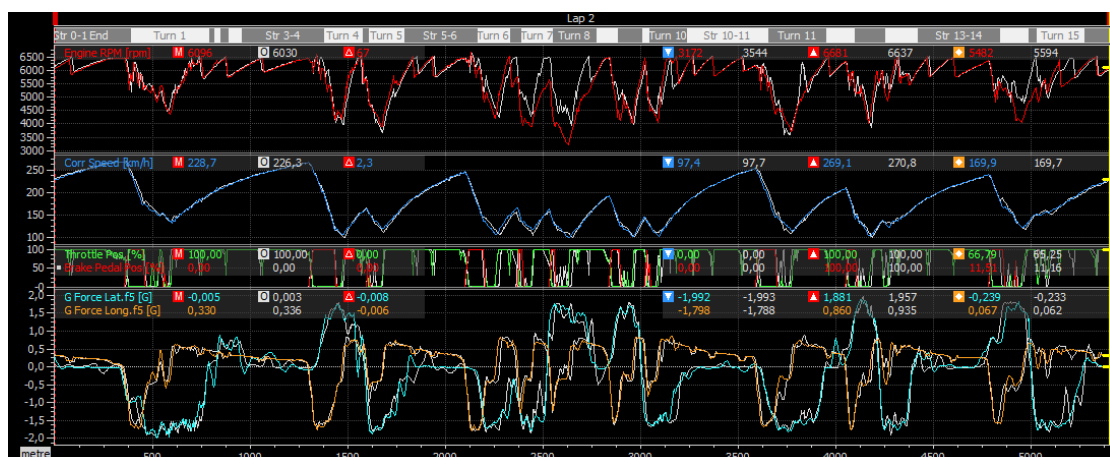 Lap 2
Str 0-1 End Turn 1 Str 3-4 Turn 4 Turn 5 Str 5-6 Turn 6 Turn 7 Turn 8 Turn 10 Str 10-11 Turn 11 Str 13-14 Turn 15
Engine RPM [rpm] M 6096 O 6030 67 3172 3544 6681 6637 5482 5594
6500
6000
5500
5000
4500
4000
3500
3000
Corr Speed [km/h] M 228,7 O 226,3 2,3 97,4 97,7 269,1 270,8 169,9 169,7
250
200
150
100
Throttle Pos [%] M 100,00 O 100,00 0,00 0,00 0,00 100,00 100,00 66,79 65,25
100
50
Brake Pedal Pos [%] 0,00 0,00 0,00 0,00 0,00 100,00 100,00 11,51 11,16
0
G Force Lat.f5 [G] M -0,005 O 0,003 -0,008 -1,992 -1,993 1,881 1,957 -0,239 -0,233
G Force Long.f5 [G] 0,330 0,336 -0,006 -1,798 -1,788 0,860 0,935 0,067 0,062
2,0
1,5
1,0
0,5
0,0
-0,5
-1,0
-1,5
-2,0
metre 500 1000 1500 2000 2500 3000 3500 4000 4500 5000